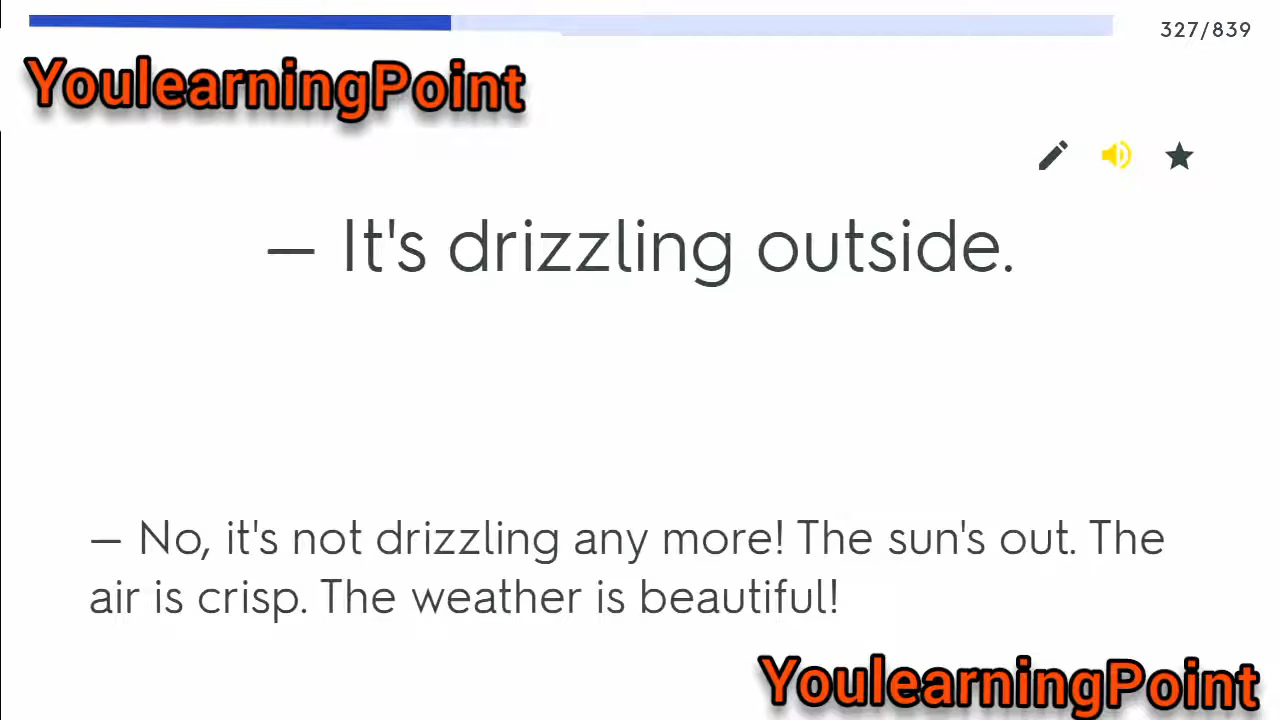 327/839
YoulearningPoint
– It's drizzling outside.
– No, it's not drizzling any more! The sun's out. The
air is crisp. The weather is beautiful!
YoulearningPoint